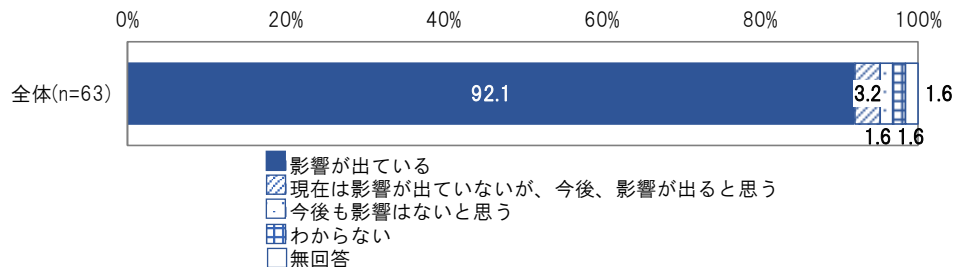 0% 20% 40% 60% 80% 100%
全体(n=63) 92.1 3.2 1.6
1.6 1.6
影響が出ている
現在は影響が出ていないが、今後、影響が出ると思う
今後も影響はないと思う
わからない
無回答